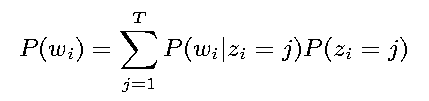 P(w_i) = \sum_{j=1}^{T} P(w_i|z_i = j)P(z_i = j)